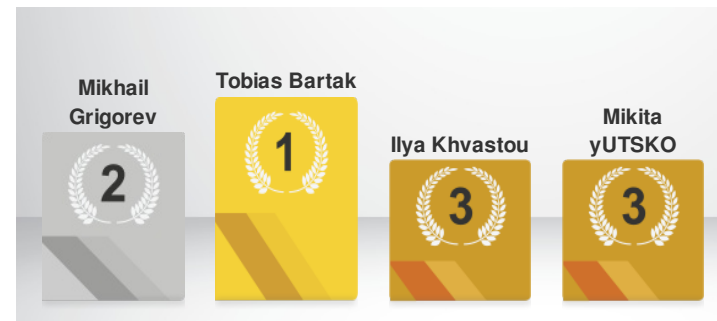 Mikhail
Grigorev
2
Tobias Bartak
1
Ilya Khvastou
3
Mikita
yUTSKO
3